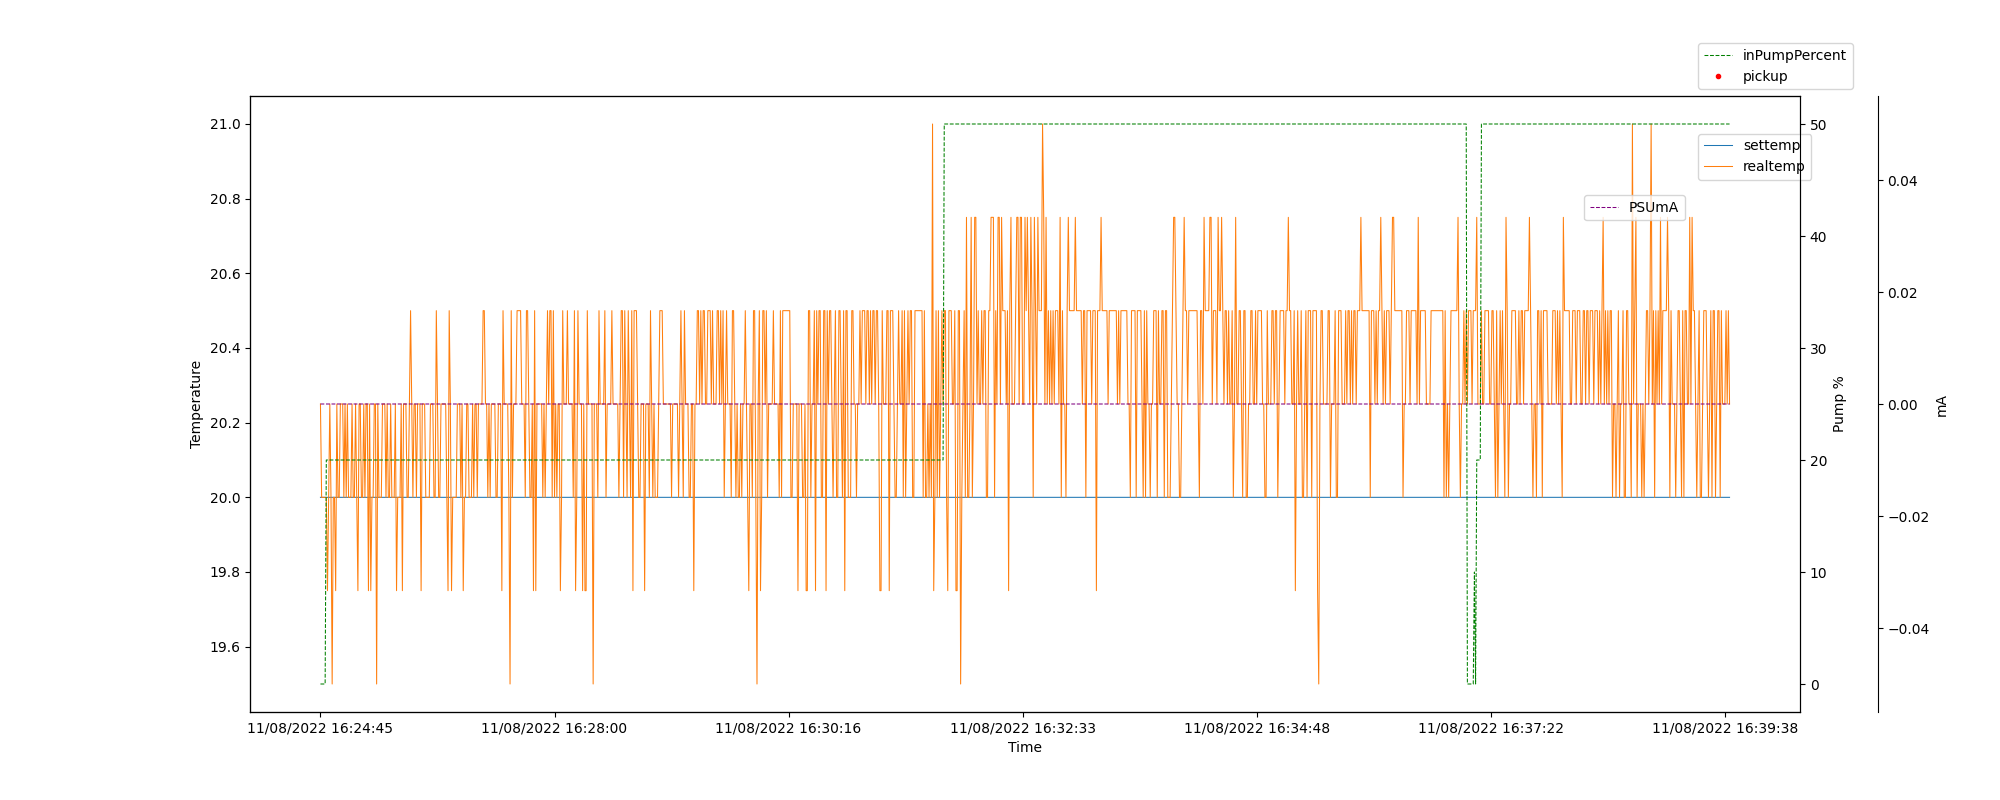 inPumpPercent
pickup
settemp
realtemp
PSUmA
Temperature
21.0
20.8
20.6
20.4
20.2
20.0
19.8
19.6
50
40
30
20
10
0
Pump %
0.04
0.02
0.00
−0.02
−0.04
mA
11/08/2022 16:24:45
11/08/2022 16:28:00
11/08/2022 16:30:16
11/08/2022 16:32:33
11/08/2022 16:34:48
11/08/2022 16:37:22
11/08/2022 16:39:38
Time